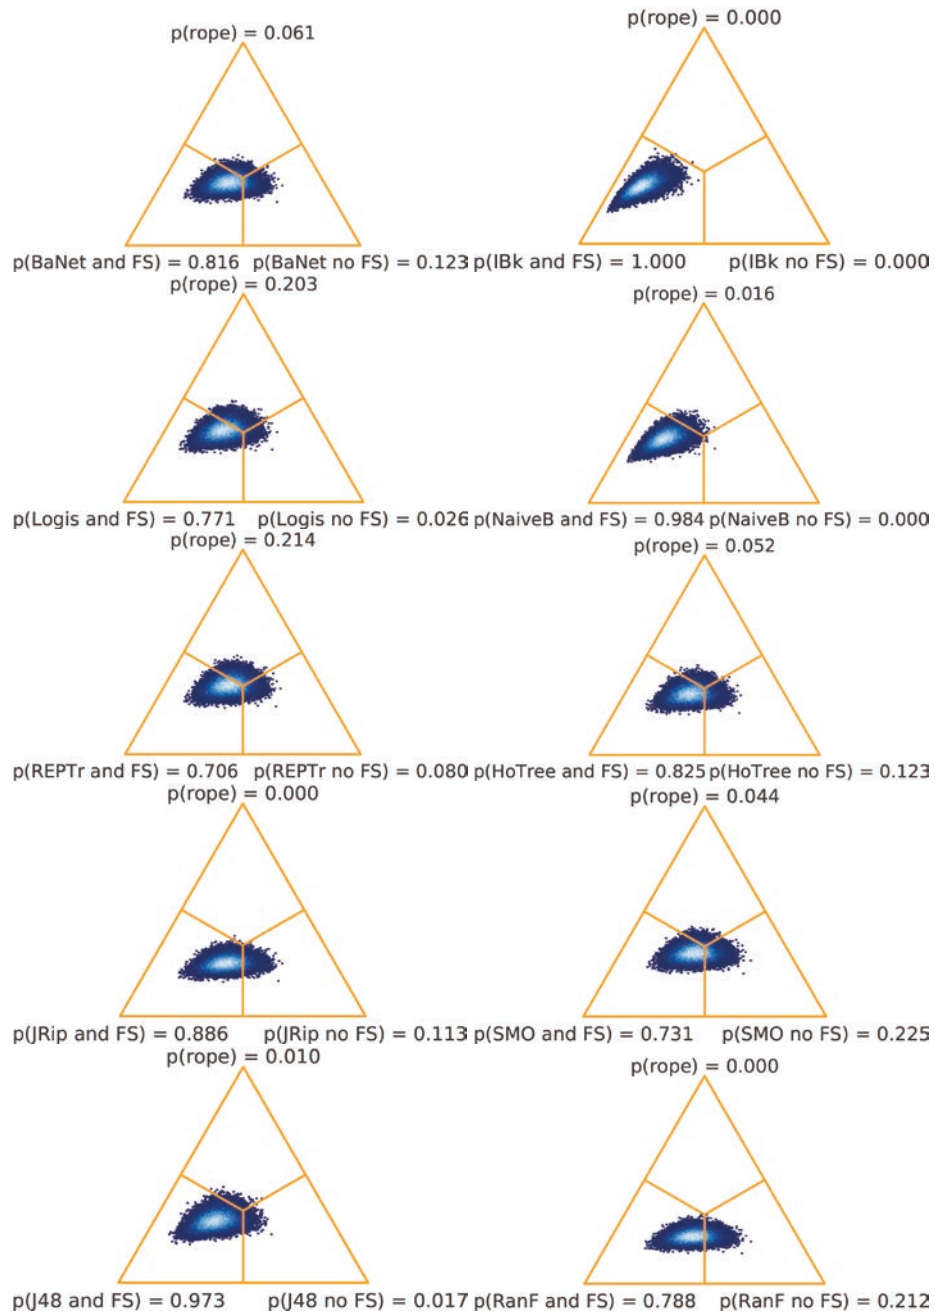 p(rope) = 0.061
p(rope) = 0.000
p(BaNet and FS) = 0.816 p(BaNet no FS) = 0.123
p(IBk and FS) = 1.000 p(IBk no FS) = 0.000
p(rope) = 0.203
p(rope) = 0.016
p(Logis and FS) = 0.771 p(Logis no FS) = 0.026
p(NaiveB and FS) = 0.984 p(NaiveB no FS) = 0.000
p(rope) = 0.214
p(rope) = 0.052
p(REPTr and FS) = 0.706 p(REPTr no FS) = 0.080
p(HoTree and FS) = 0.825 p(HoTree no FS) = 0.123
p(rope) = 0.000
p(rope) = 0.044
p(JRip and FS) = 0.886 p(JRip no FS) = 0.113
p(SMO and FS) = 0.731 p(SMO no FS) = 0.225
p(rope) = 0.010
p(rope) = 0.000
p(J48 and FS) = 0.973 p(J48 no FS) = 0.017
p(RanF and FS) = 0.788 p(RanF no FS) = 0.212